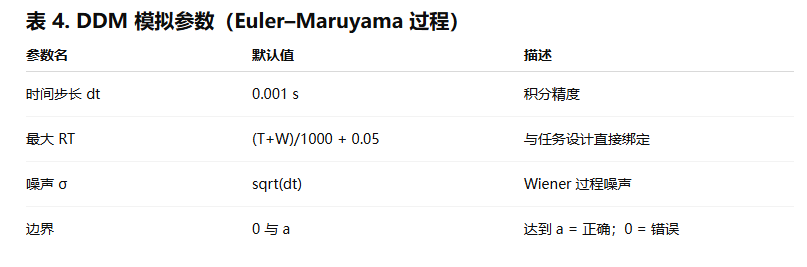 表 4. DDM 模拟参数（Euler–Maruyama 过程）
参数名 默认值 描述
时间步长 dt 0.001 s 积分精度
最大 RT (T+W)/1000 + 0.05 与任务设计直接绑定
噪声 σ sqrt(dt) Wiener 过程噪声
边界 0 与 a 达到 a = 正确；0 = 错误